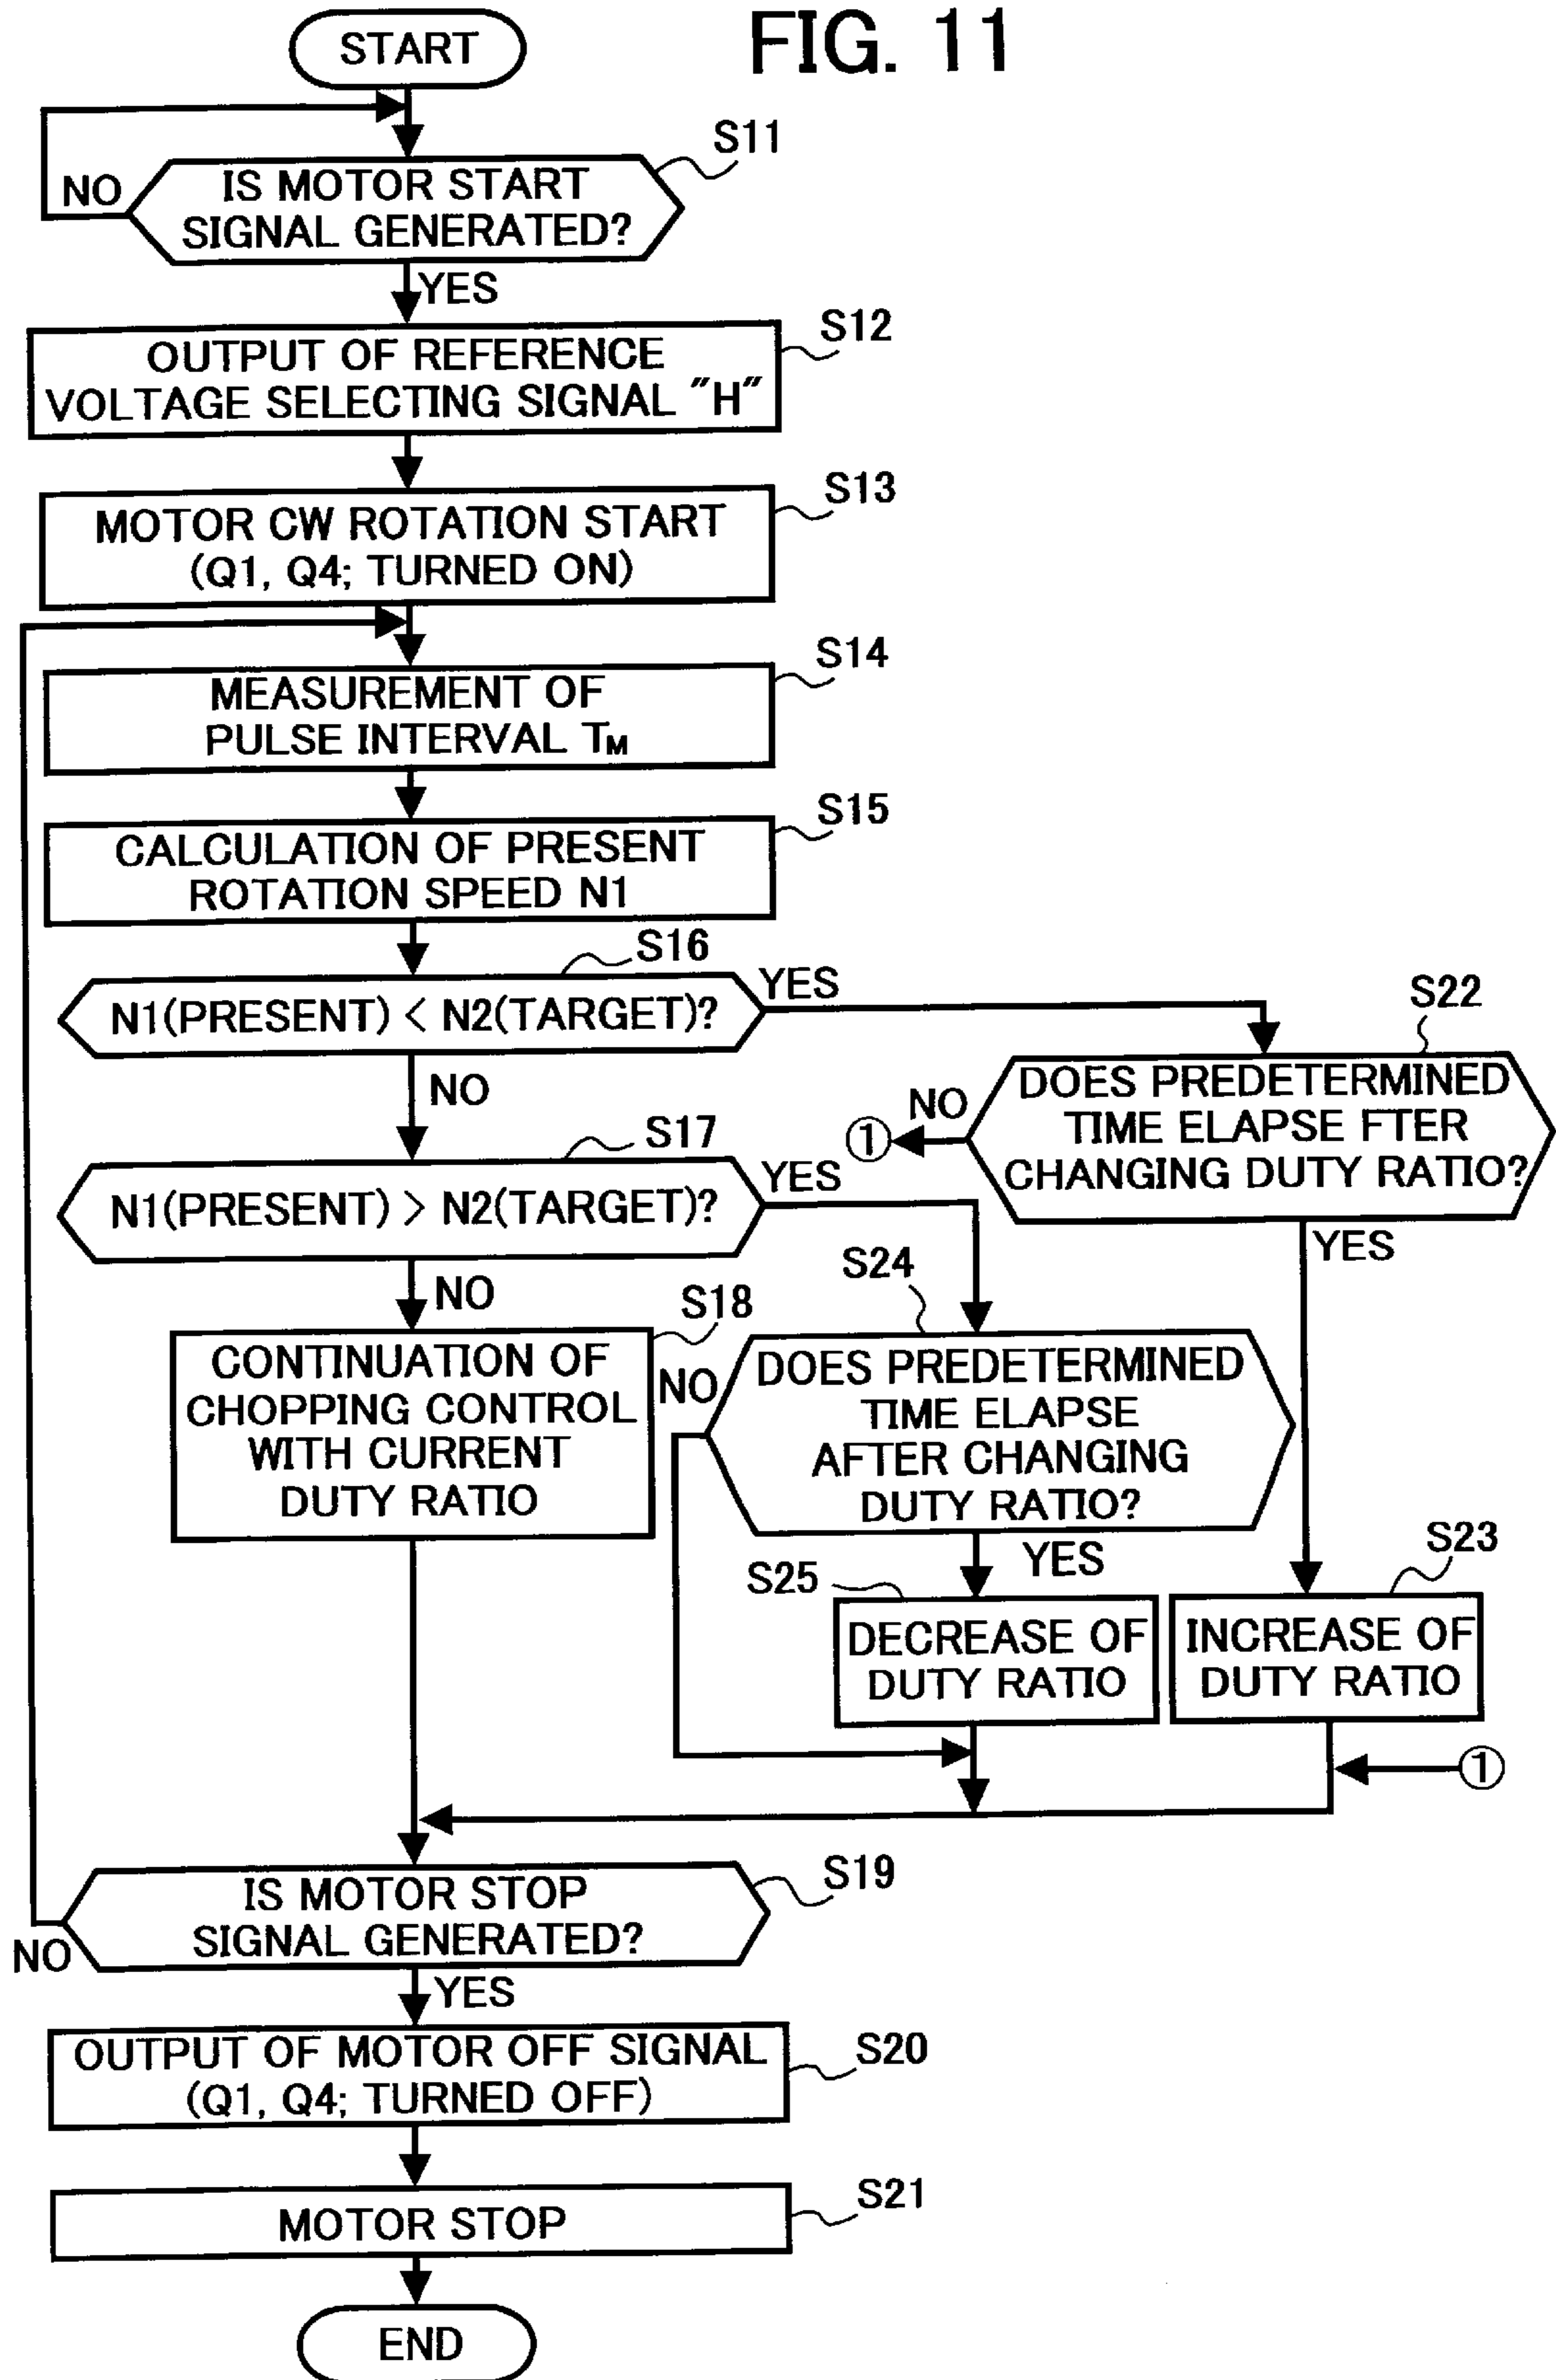 FIG. 11
START
S11
NO
IS MOTOR START
SIGNAL GENERATED?
YES
S12
OUTPUT OF REFERENCE
VOLTAGE SELECTING SIGNAL "H"
S13
MOTOR CW ROTATION START
(Q1, Q4; TURNED ON)
S14
MEASUREMENT OF
PULSE INTERVAL TM
S15
CALCULATION OF PRESENT
ROTATION SPEED N1
S16
N1(PRESENT) < N2(TARGET)?
YES
NO
S22
DOES PREDETERMINED
TIME ELAPSE FTER
CHANGING DUTY RATIO?
NO
①
YES
S17
N1(PRESENT) > N2(TARGET)?
YES
NO
S18
CONTINUATION OF
CHOPPING CONTROL
WITH CURRENT
DUTY RATIO
S24
NO
DOES PREDETERMINED
TIME ELAPSE
AFTER CHANGING
DUTY RATIO?
YES
S25
DECREASE OF
DUTY RATIO
S23
INCREASE OF
DUTY RATIO
①
S19
IS MOTOR STOP
SIGNAL GENERATED?
NO
YES
S20
OUTPUT OF MOTOR OFF SIGNAL
(Q1, Q4; TURNED OFF)
S21
MOTOR STOP
END